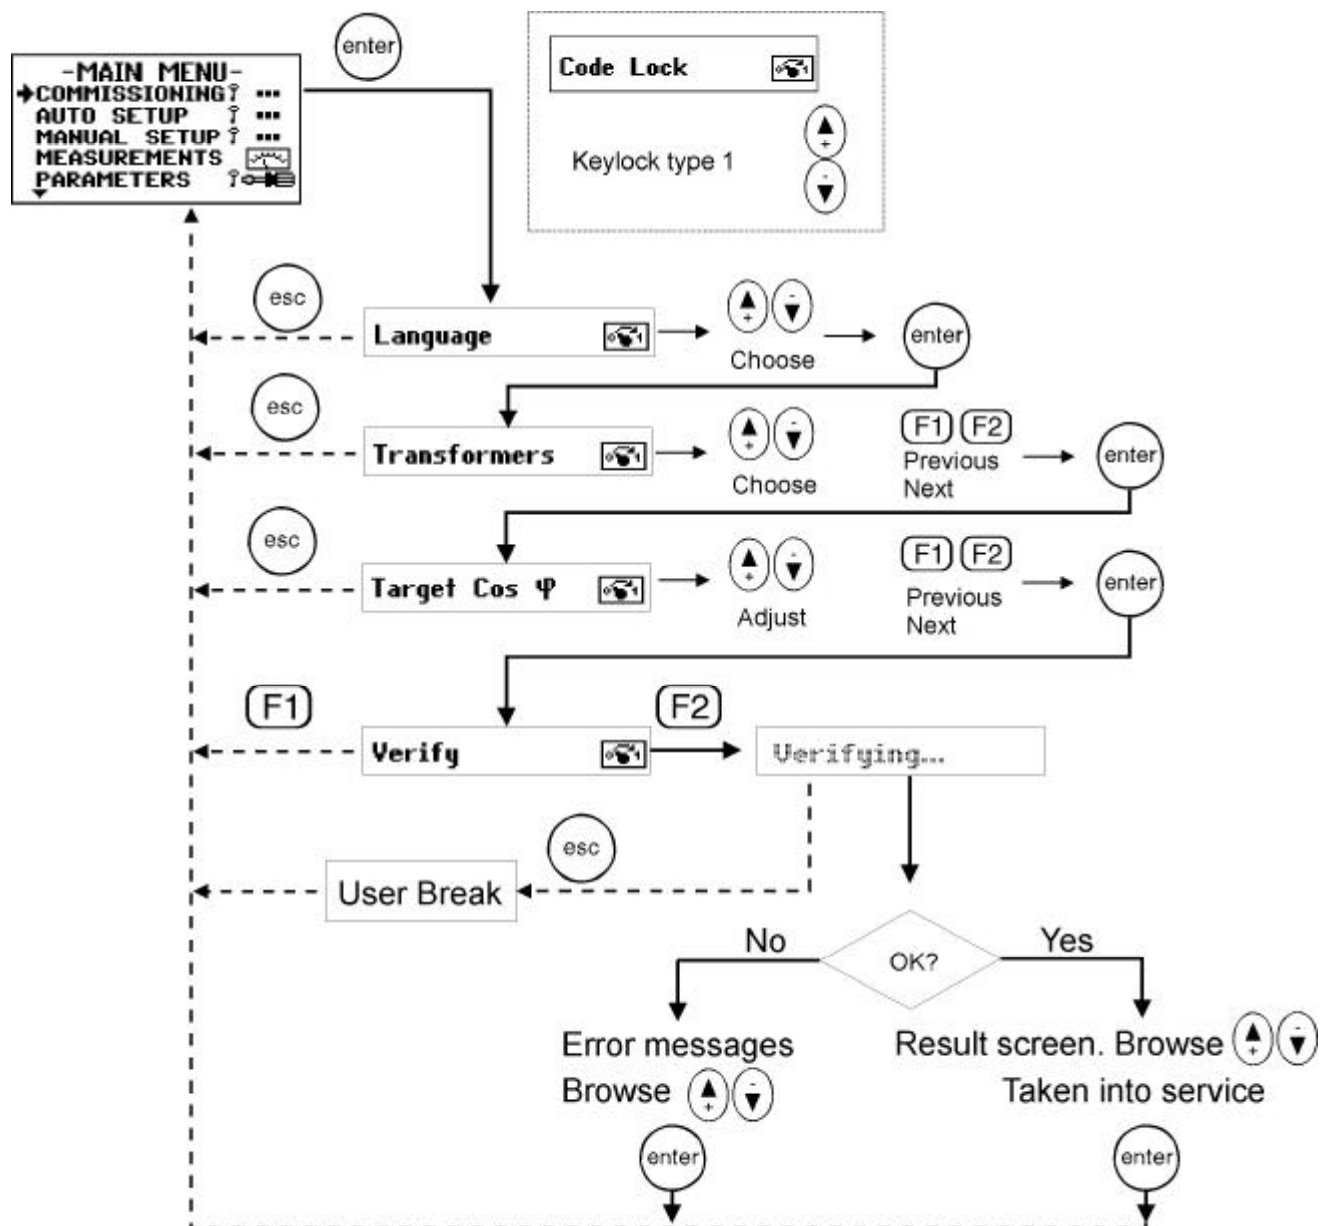 enter
-MAIN MENU-
COMMISSIONING
AUTO SETUP
MANUAL SETUP
MEASUREMENTS
PARAMETERS
Code Lock
Keylock type 1
+
-
esc
Language
+ -
Choose
enter
esc
Transformers
+ -
Choose
F1 F2
Previous
Next
enter
esc
Target Cos φ
+ -
Adjust
F1 F2
Previous
Next
enter
F1
Verify
F2
Verifying...
esc
User Break
No
OK?
Yes
Error messages
Browse + -
enter
Result screen. Browse + -
Taken into service
enter